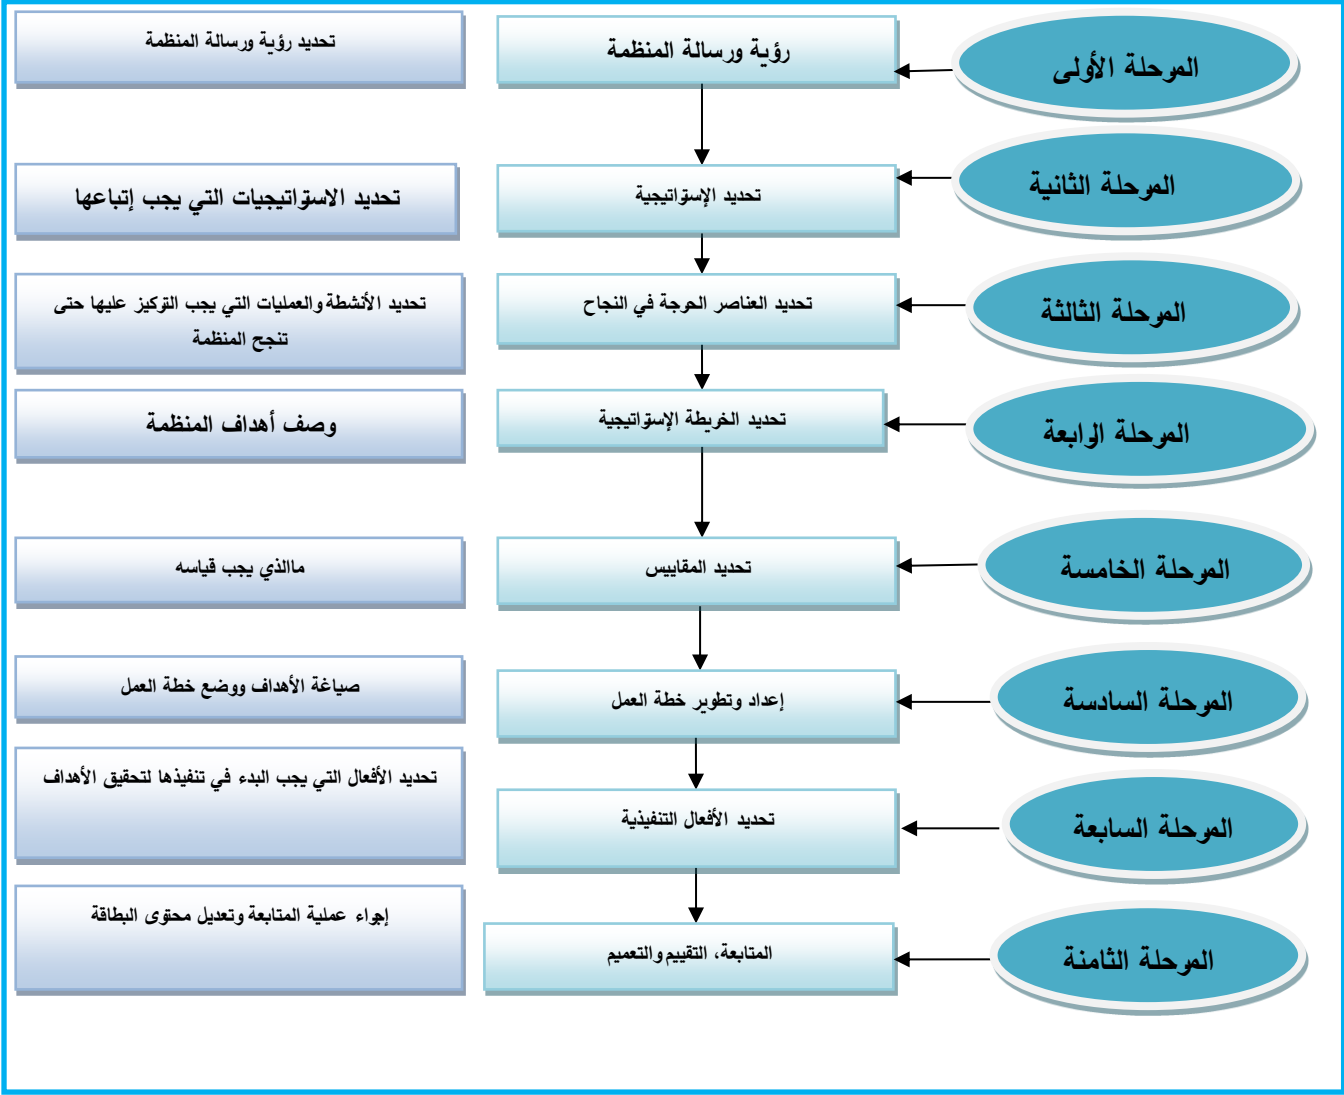 المرحلة الأولى
رؤية ورسالة المنظمة
تحديد رؤية ورسالة المنظمة
المرحلة الثانية
تحديد الإستراتيجية
تحديد الاستراتيجيات التي يجب إتباعها
المرحلة الثالثة
تحديد العناصر الحرجة في النجاح
تحديد الأنشطة والعمليات التي يجب التركيز عليها حتى
تنجح المنظمة
المرحلة الرابعة
تحديد الخريطة الإستراتيجية
وصف أهداف المنظمة
المرحلة الخامسة
تحديد المقاييس
ماالذي يجب قياسه
المرحلة السادسة
إعداد وتطوير خطة العمل
صياغة الأهداف ووضع خطة العمل
المرحلة السابعة
تحديد الأفعال التنفيذية
تحديد الأفعال التي يجب البدء في تنفيذها لتحقيق الأهداف
المرحلة الثامنة
المتابعة، التقييم والتعميم
إجراء عملية المتابعة وتعديل محتوى البطاقة